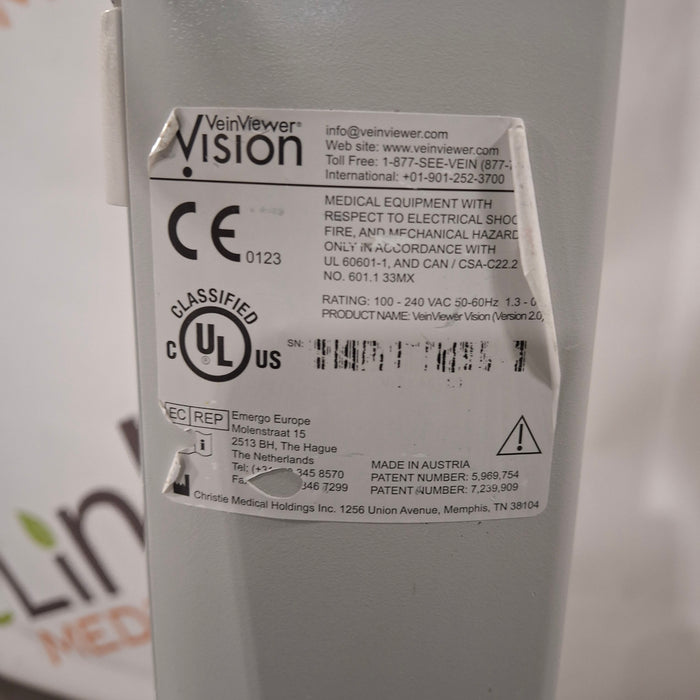 VeinViewer®
VISION
info@veinviewer.com
Web site: www.veinviewer.com
Toll Free: 1-877-SEE-VEIN (877-
International: +01-901-252-3700
CE 0123
MEDICAL EQUIPMENT WITH
RESPECT TO ELECTRICAL SHOC
FIRE, AND MECHANICAL HAZARD
ONLY IN ACCORDANCE WITH
UL 60601-1, AND CAN / CSA-C22.2
NO. 601.1 33MX
RATING: 100 - 240 VAC 50-60Hz 1.3 - 0
PRODUCT NAME: VeinViewer Vision (Version 2.0,
CLASSIFIED
C UL® US
SN:
EC REP
Emergo Europe
Molenstraat 15
2513 BH, The Hague
The Netherlands
Tel: 345 8570
346 7299
i
MADE IN AUSTRIA
PATENT NUMBER: 5,969,754
PATENT NUMBER: 7,239,909
Christie Medical Holdings Inc. 1256 Union Avenue, Memphis, TN 38104